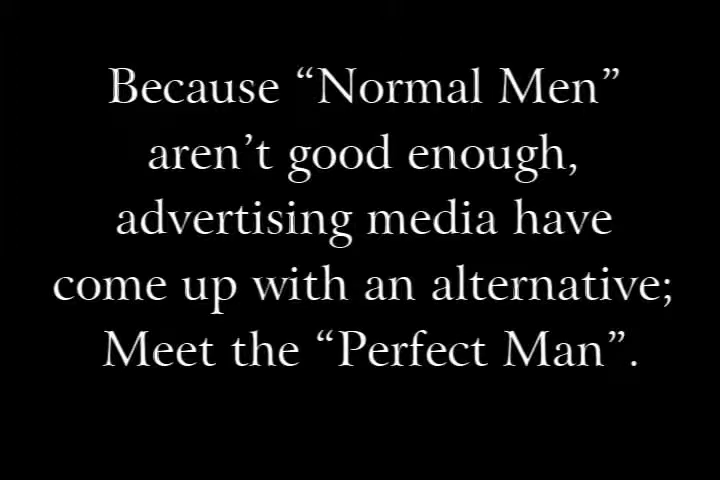 Because “Normal Men”
aren’t good enough,
advertising media have
come up with an alternative;
Meet the “Perfect Man”.